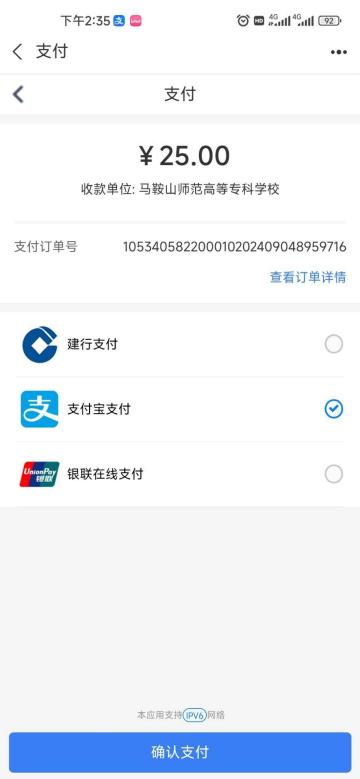 下午2:35
HD 4G 4G 92
支付
支付
¥25.00
收款单位: 马鞍山师范高等专科学校
支付订单号 105340582200010202409048959716
查看订单详情
建行支付
支 支付宝支付
UnionPay
银联
银联在线支付
本应用支持IPV6网络
确认支付